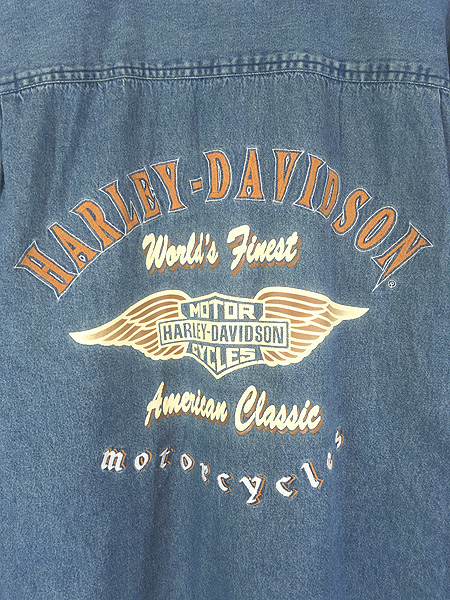 HARLEY-DAVIDSON
®
World's Finest
MOTOR
HARLEY-DAVIDSON
CYCLES
American Classic
motorcycles